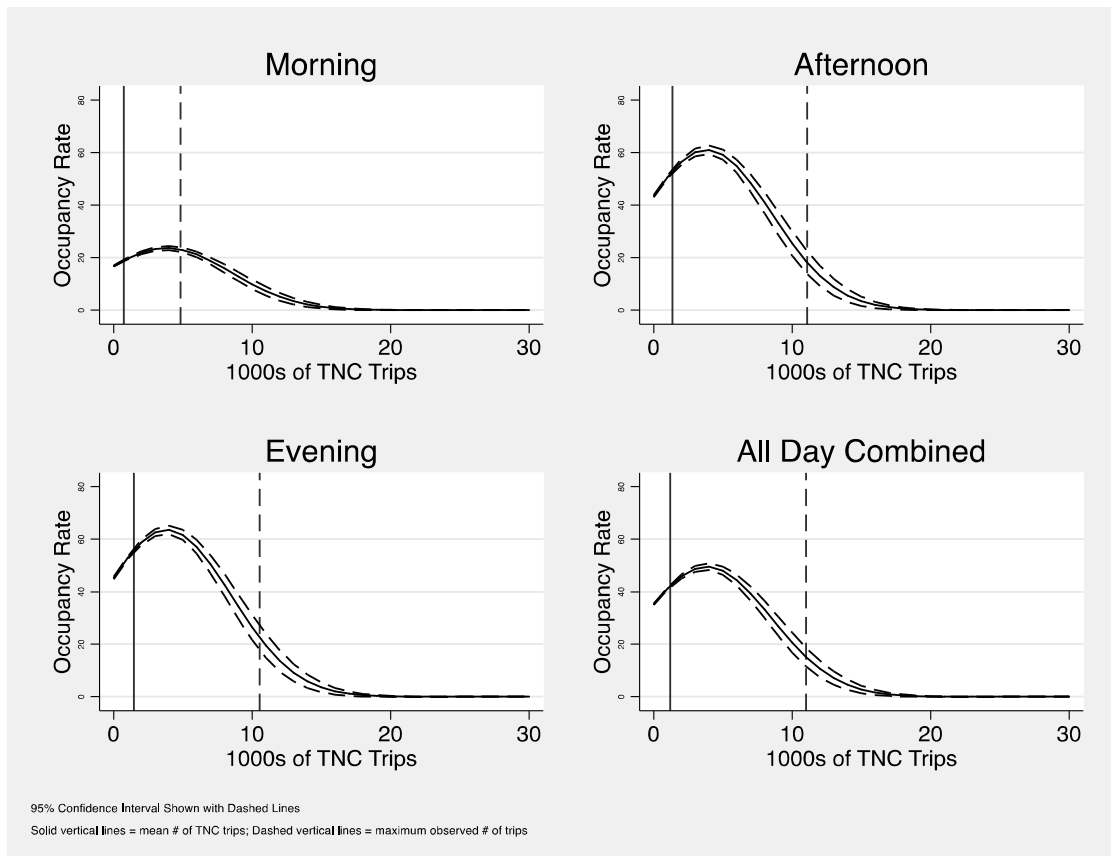 Morning
Occupancy Rate
80
60
40
20
0
0 10 20 30
1000s of TNC Trips
Afternoon
Occupancy Rate
80
60
40
20
0
0 10 20 30
1000s of TNC Trips
Evening
Occupancy Rate
80
60
40
20
0
0 10 20 30
1000s of TNC Trips
All Day Combined
Occupancy Rate
80
60
40
20
0
0 10 20 30
1000s of TNC Trips
95% Confidence Interval Shown with Dashed Lines
Solid vertical lines = mean # of TNC trips; Dashed vertical lines = maximum observed # of trips